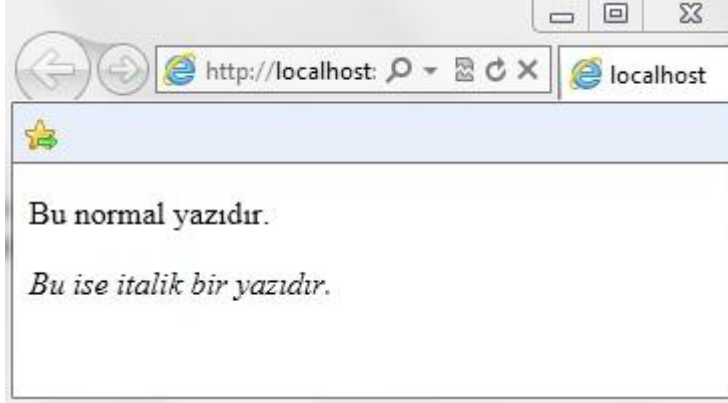 http://localhost:
localhost
Bu normal yazıdır.
Bu ise italik bir yazıdır.